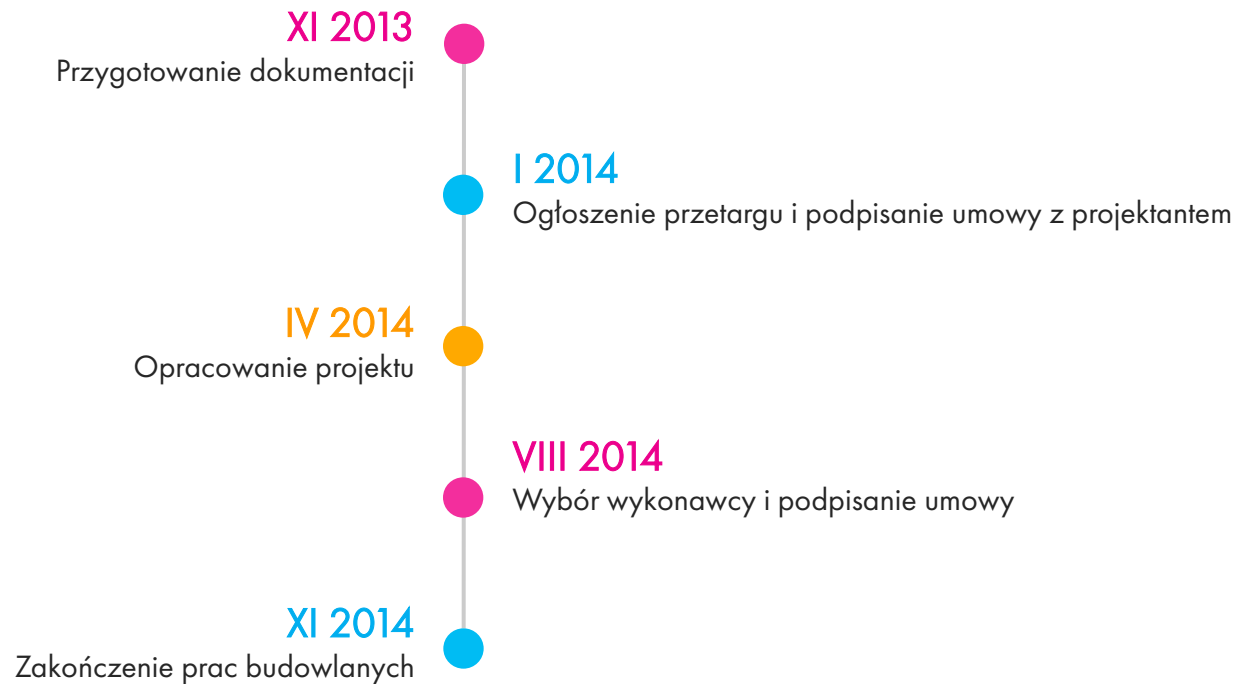 XI 2013
Przygotowanie dokumentacji
I 2014
Ogłoszenie przetargu i podpisanie umowy z projektantem
IV 2014
Opracowanie projektu
VIII 2014
Wybór wykonawcy i podpisanie umowy
XI 2014
Zakończenie prac budowlanych